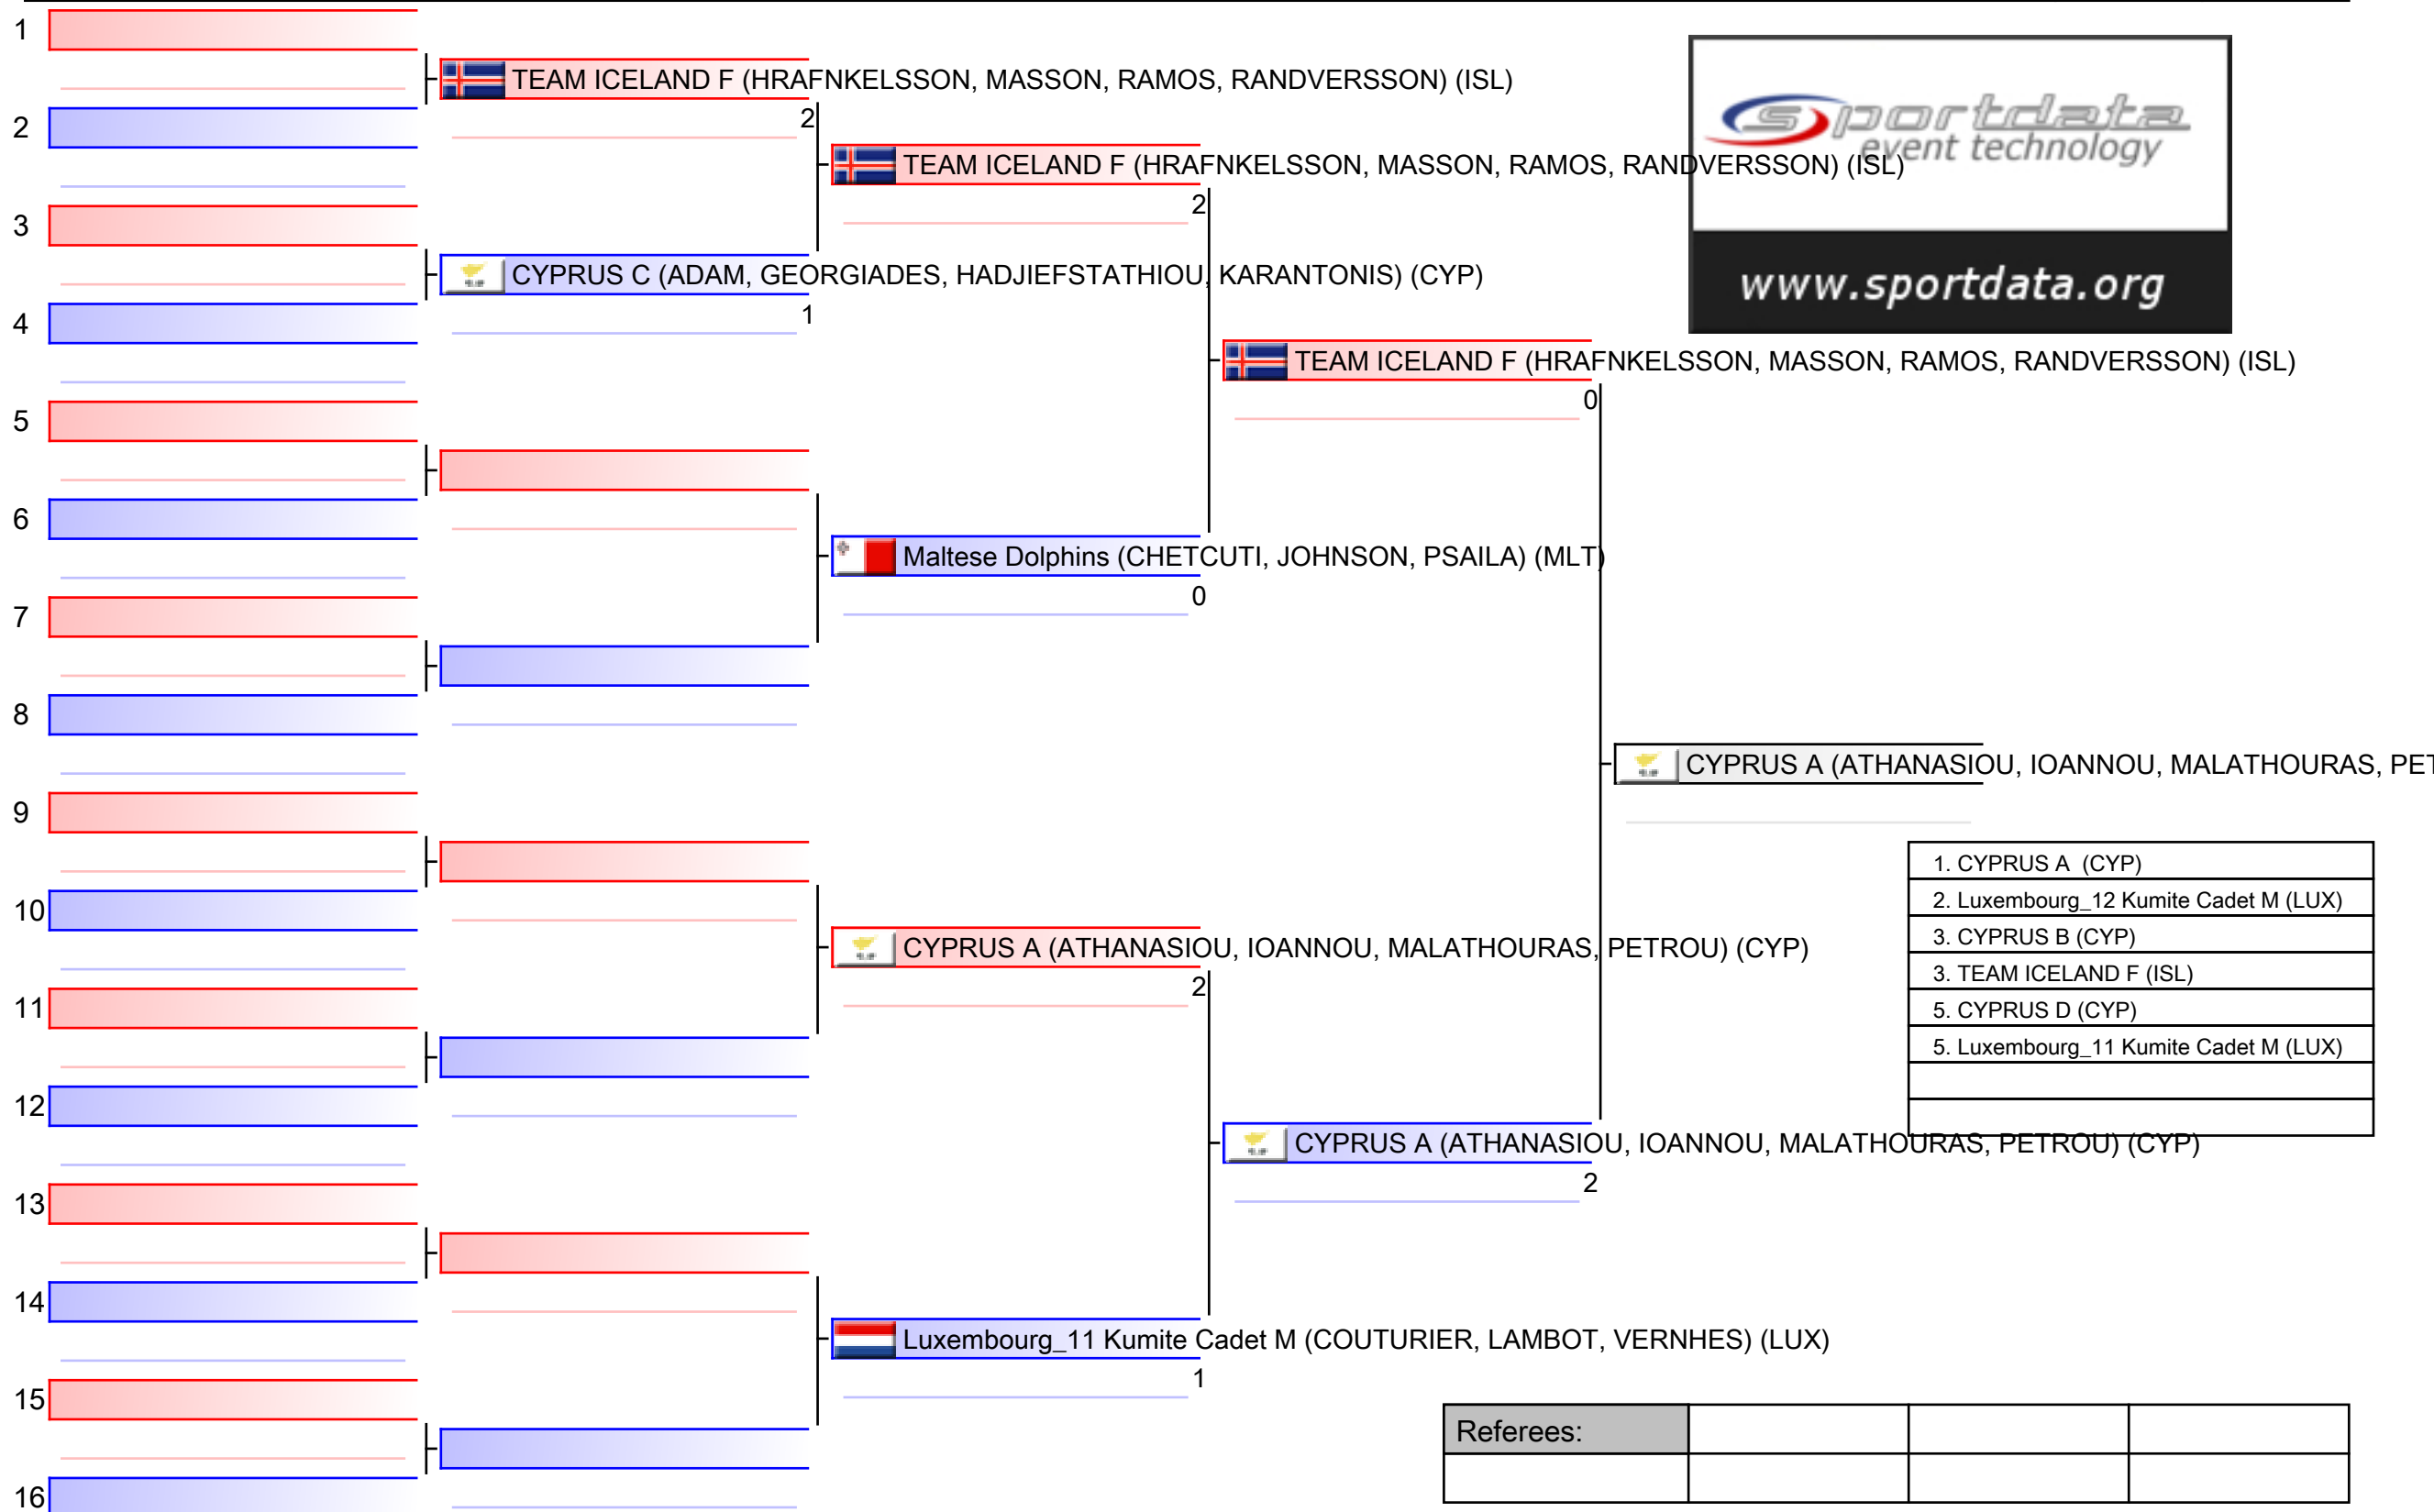 1
TEAM ICELAND F (HRAFNKELSSON, MASSON, RAMOS, RANDVERSSON) (ISL)
2
2
TEAM ICELAND F (HRAFNKELSSON, MASSON, RAMOS, RANDVERSSON) (ISL)
2
3
CYPRUS C (ADAM, GEORGIADES, HADJIEFSTATHIOU, KARANTONIS) (CYP)
1
4
TEAM ICELAND F (HRAFNKELSSON, MASSON, RAMOS, RANDVERSSON) (ISL)
0
5
6
Maltese Dolphins (CHETCUTI, JOHNSON, PSAILA) (MLT)
0
7
8
CYPRUS A (ATHANASIOU, IOANNOU, MALATHOURAS, PET
9
10
CYPRUS A (ATHANASIOU, IOANNOU, MALATHOURAS, PETROU) (CYP)
2
11
12
CYPRUS A (ATHANASIOU, IOANNOU, MALATHOURAS, PETROU) (CYP)
2
13
14
Luxembourg_11 Kumite Cadet M (COUTURIER, LAMBOT, VERNHES) (LUX)
1
15
16
sportdata
event technology
www.sportdata.org
1. CYPRUS A (CYP)
2. Luxembourg_12 Kumite Cadet M (LUX)
3. CYPRUS B (CYP)
3. TEAM ICELAND F (ISL)
5. CYPRUS D (CYP)
5. Luxembourg_11 Kumite Cadet M (LUX)
Referees: